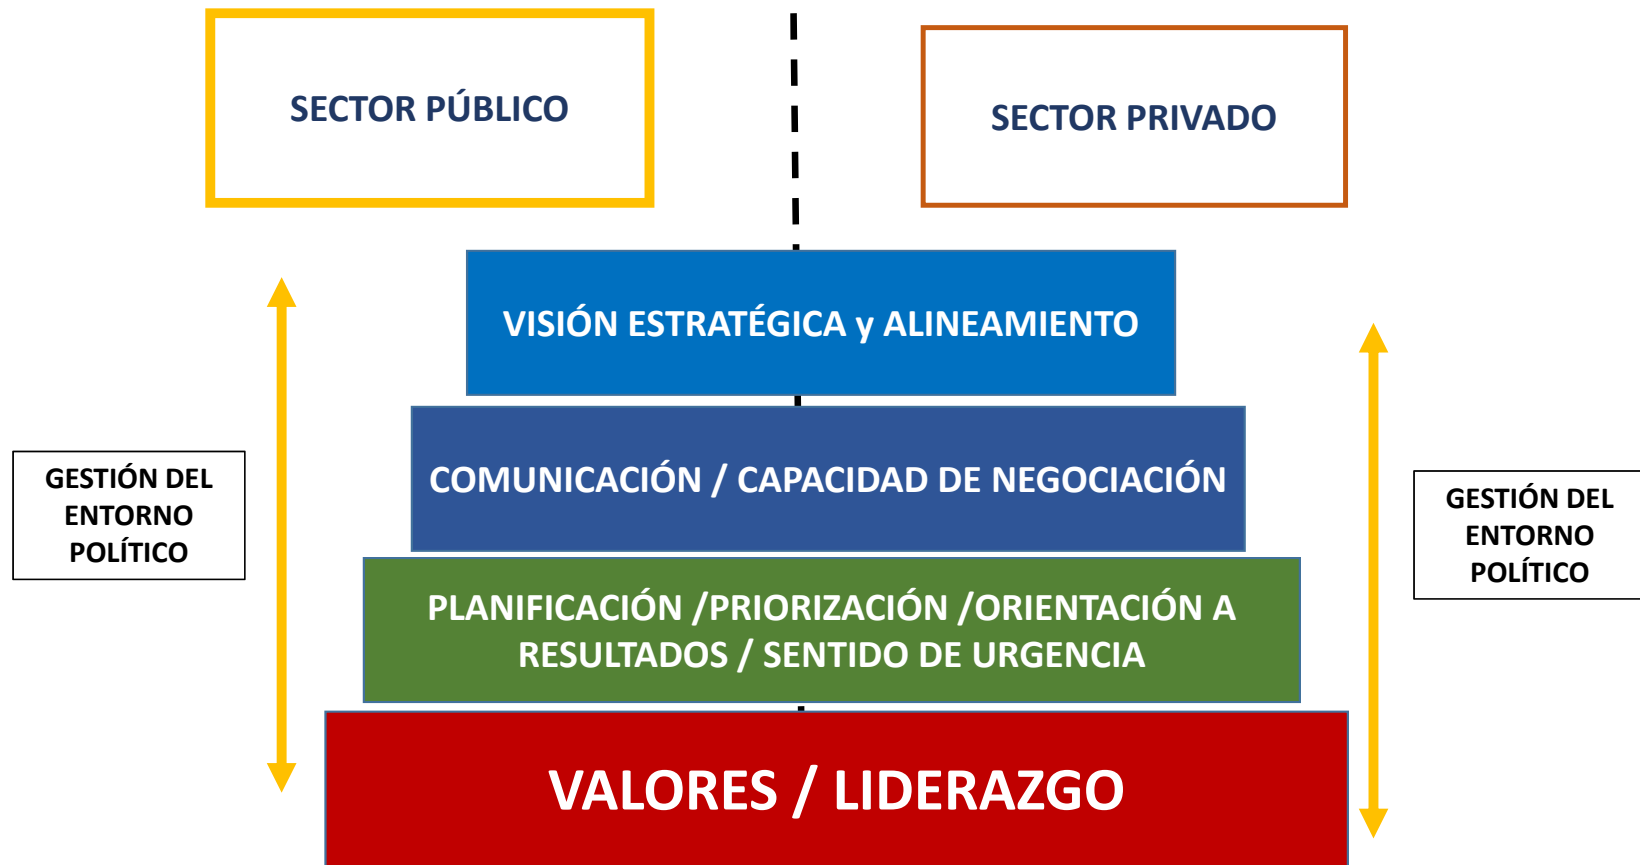 SECTOR PÚBLICO
SECTOR PRIVADO
VISIÓN ESTRATÉGICA y ALINEAMIENTO
COMUNICACIÓN / CAPACIDAD DE NEGOCIACIÓN
GESTIÓN DEL
ENTORNO
POLÍTICO
GESTIÓN DEL
ENTORNO
POLÍTICO
PLANIFICACIÓN /PRIORIZACIÓN /ORIENTACIÓN A
RESULTADOS / SENTIDO DE URGENCIA
VALORES / LIDERAZGO